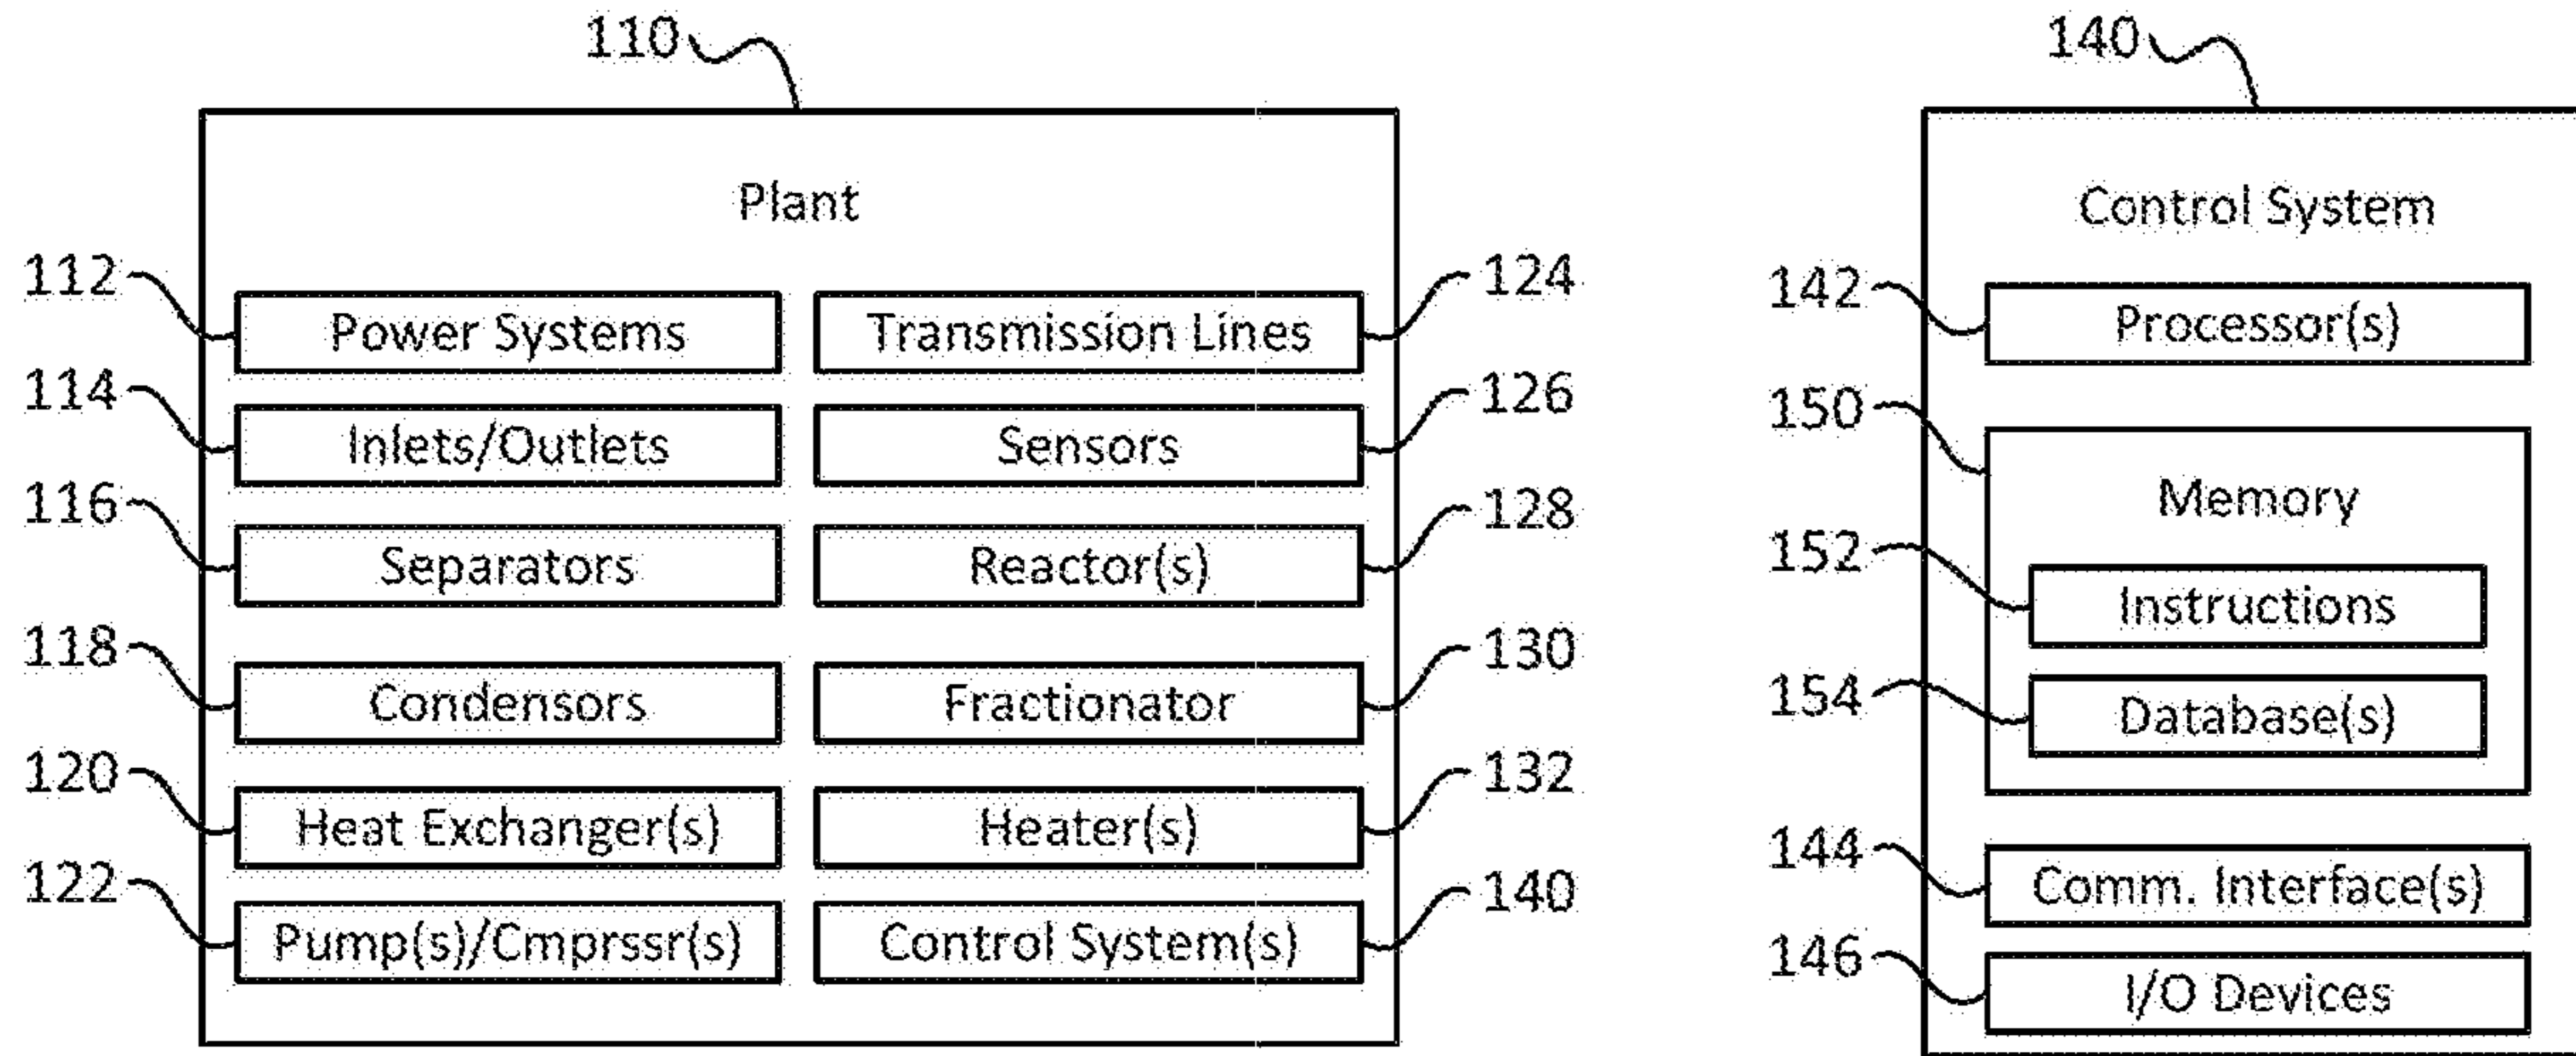 110
Plant
112 Power Systems Transmission Lines 124
114 Inlets/Outlets Sensors 126
116 Separators Reactor(s) 128
118 Condensors Fractionator 130
120 Heat Exchanger(s) Heater(s) 132
122 Pump(s)/Cmprssr(s) Control System(s) 140
140
Control System
142 Processor(s)
150 Memory
152 Instructions
154 Database(s)
144 Comm. Interface(s)
146 I/O Devices